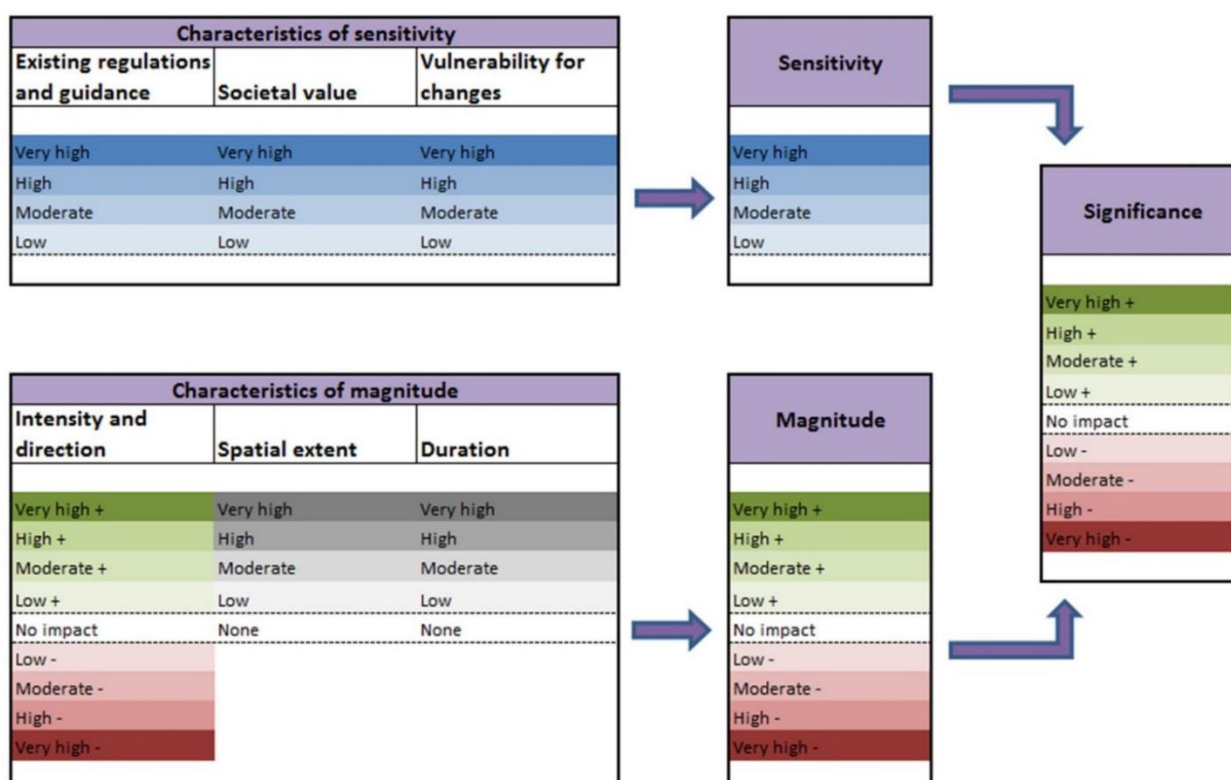 Characteristics of sensitivity
Existing regulations and guidance
Societal value
Vulnerability for changes
Very high Very high Very high
High High High
Moderate Moderate Moderate
Low Low Low
Sensitivity
Very high
High
Moderate
Low
Characteristics of magnitude
Intensity and direction
Spatial extent
Duration
Very high + Very high Very high
High + High High
Moderate + Moderate Moderate
Low + Low Low
No impact None None
Low -
Moderate -
High -
Very high -
Magnitude
Very high +
High +
Moderate +
Low +
No impact
Low -
Moderate -
High -
Very high -
Significance
Very high +
High +
Moderate +
Low +
No impact
Low -
Moderate -
High -
Very high -